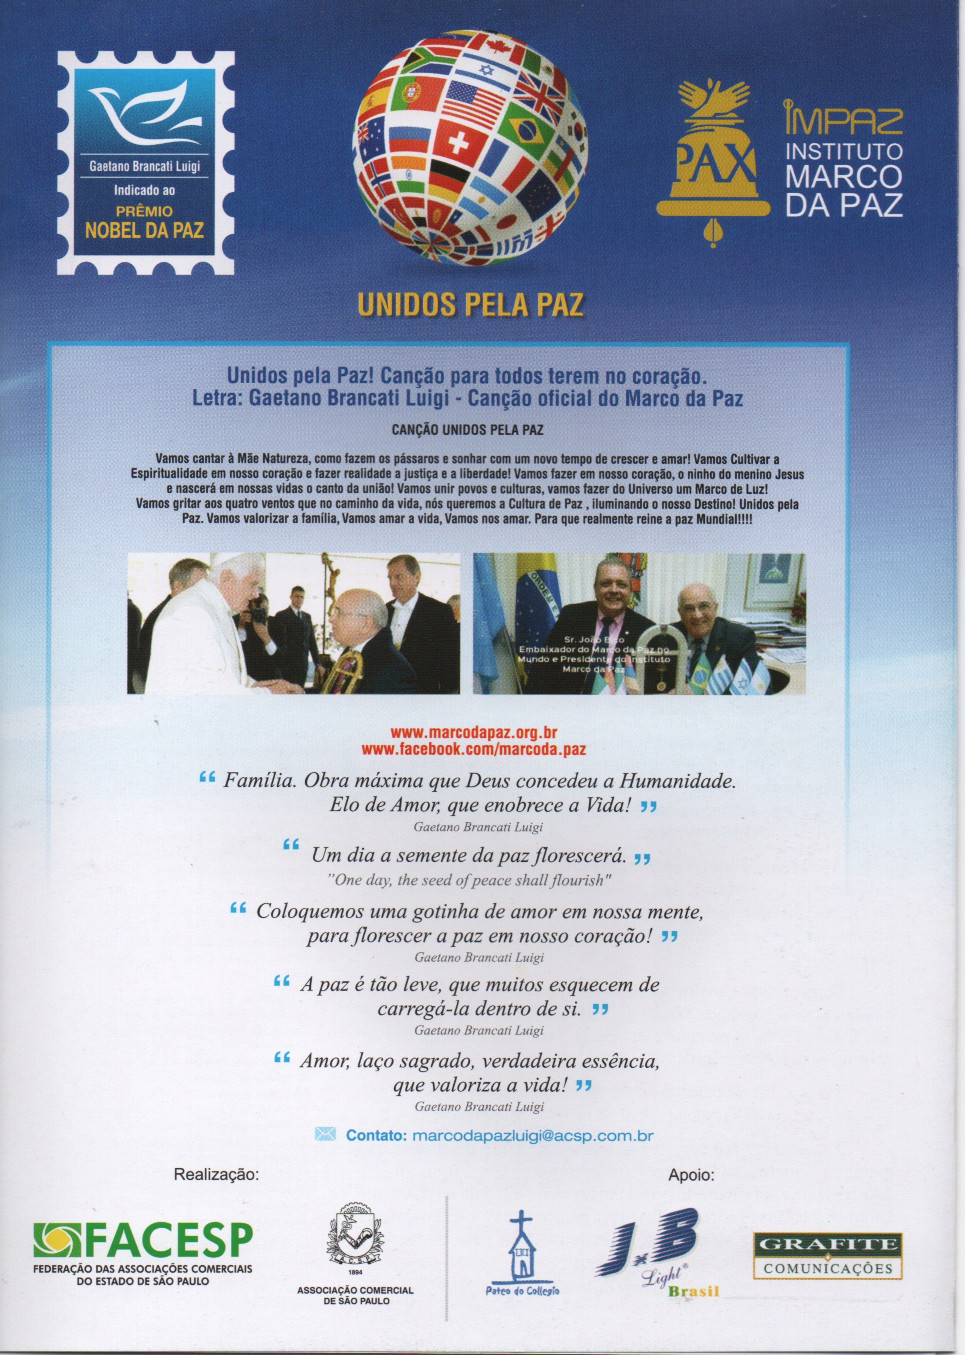 Gaetano Brancati Luigi
Indicado ao
PRÊMIO
NOBEL DA PAZ
PAX
IMPAZ
INSTITUTO
MARCO
DA PAZ
UNIDOS PELA PAZ
Unidos pela Paz! Canção para todos terem no coração.
Letra: Gaetano Brancati Luigi - Canção oficial do Marco da Paz
CANÇÃO UNIDOS PELA PAZ
Vamos cantar à Mãe Natureza, como fazem os pássaros e sonhar com um novo tempo de crescer e amar! Vamos Cultivar a
Espiritualidade em nosso coração e fazer realidade a justiça e a liberdade! Vamos fazer em nosso coração, o ninho do menino Jesus
e nascerá em nossas vidas o canto da união! Vamos unir povos e culturas, vamos fazer do Universo um Marco de Luz!
Vamos gritar aos quatro ventos que no caminho da vida, nós queremos a Cultura de Paz , iluminando o nosso Destino! Unidos pela
Paz. Vamos valorizar a família, Vamos amar a vida, Vamos nos amar. Para que realmente reine a paz Mundial!!!!
ORDEM E
Sr. João Bico
Embaixador do Marco da Paz no
Mundo e Presidente do Instituto
Marco da Paz
www.marcodapaz.org.br
www.facebook.com/marcoda.paz
“ Família. Obra máxima que Deus concedeu a Humanidade.
Elo de Amor, que enobrece a Vida! ”
Gaetano Brancati Luigi
“ Um dia a semente da paz florescerá. ”
”One day, the seed of peace shall flourish"
“ Coloquemos uma gotinha de amor em nossa mente,
para florescer a paz em nosso coração! ”
Gaetano Brancati Luigi
“ A paz é tão leve, que muitos esquecem de
carregá-la dentro de si. ”
Gaetano Brancati Luigi
“ Amor, laço sagrado, verdadeira essência,
que valoriza a vida! ”
Gaetano Brancati Luigi
Contato: marcodapazluigi@acsp.com.br
Realização:
Apoio:
FACESP
FEDERAÇÃO DAS ASSOCIAÇÕES COMERCIAIS
DO ESTADO DE SÃO PAULO
A.C.S.P.
1894
ASSOCIAÇÃO COMERCIAL
DE SÃO PAULO
Pateo do Collegio
J x B
Light®
Brasil
GRAFITE
COMUNICAÇÕES